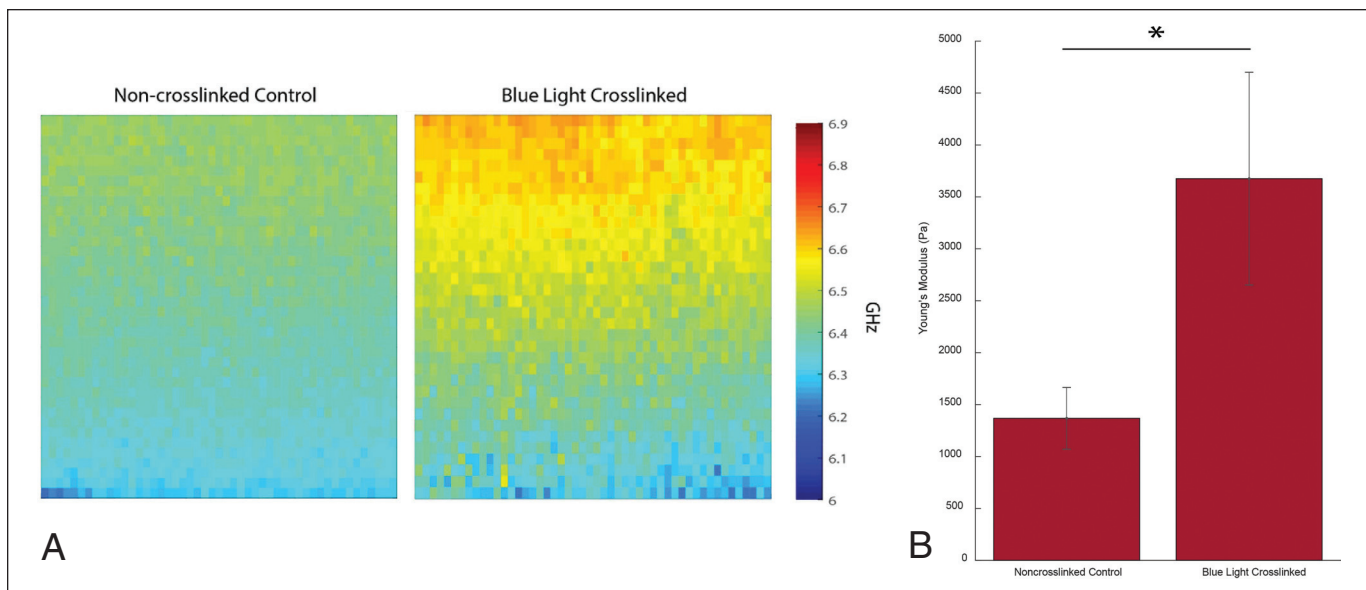 Non-crosslinked Control
Blue Light Crosslinked
6.9
6.8
6.7
6.6
6.5
6.4
6.3
6.2
6.1
6
GHz
A
*
5000
4500
4000
3500
3000
2500
2000
1500
1000
500
0
Young's Modulus (Pa)
Noncrosslinked Control
Blue Light Crosslinked
B